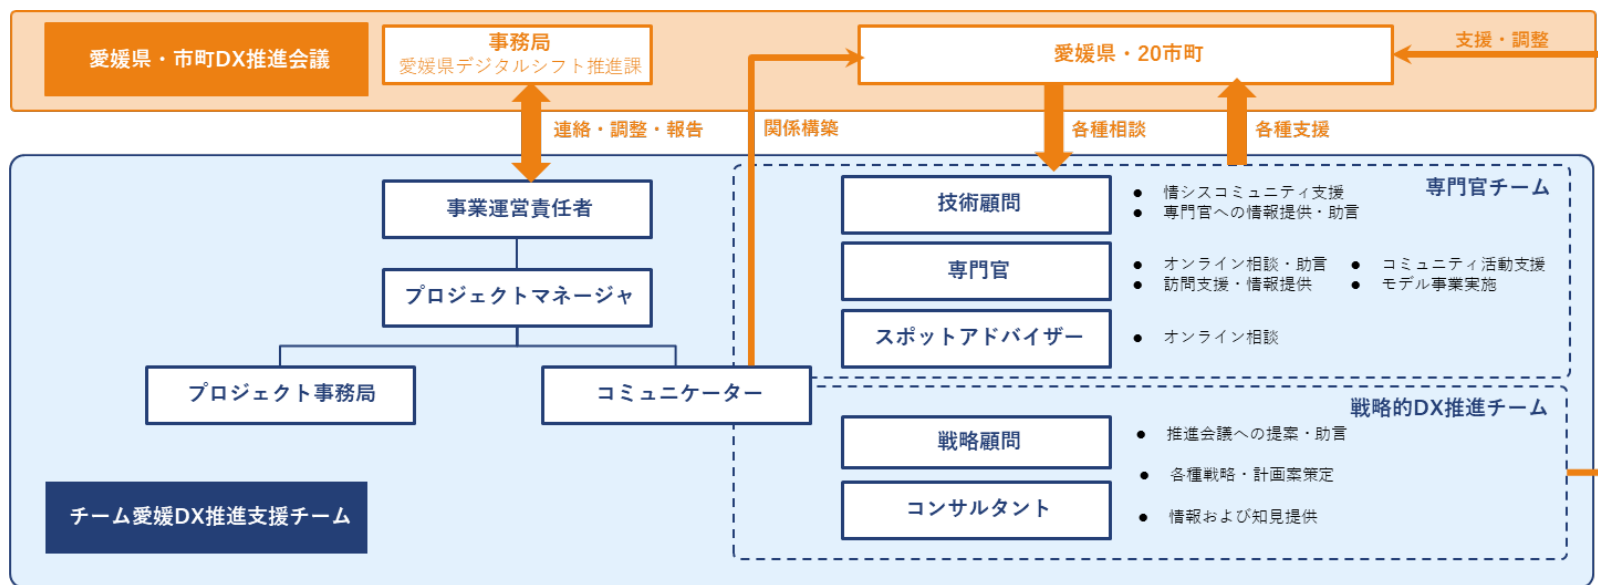 愛媛県・市町DX推進会議
事務局
愛媛県デジタルシフト推進課
愛媛県・20市町
支援・調整
連絡・調整・報告
関係構築
各種相談
各種支援
事業運営責任者
プロジェクトマネージャ
プロジェクト事務局
コミュニケーター
専門官チーム
技術顧問
● 情シスコミュニティ支援
● 専門官への情報提供・助言
専門官
● オンライン相談・助言
● 訪問支援・情報提供
● コミュニティ活動支援
● モデル事業実施
スポットアドバイザー
● オンライン相談
戦略的DX推進チーム
戦略顧問
● 推進会議への提案・助言
● 各種戦略・計画案策定
コンサルタント
● 情報および知見提供
チーム愛媛DX推進支援チーム